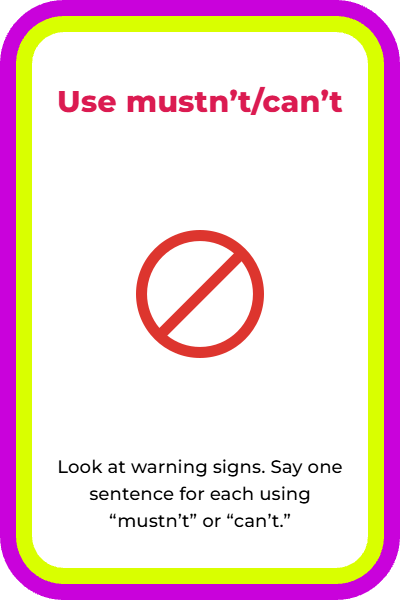 Use mustn’t/can’t
Look at warning signs. Say one
sentence for each using
“mustn’t” or “can’t.”